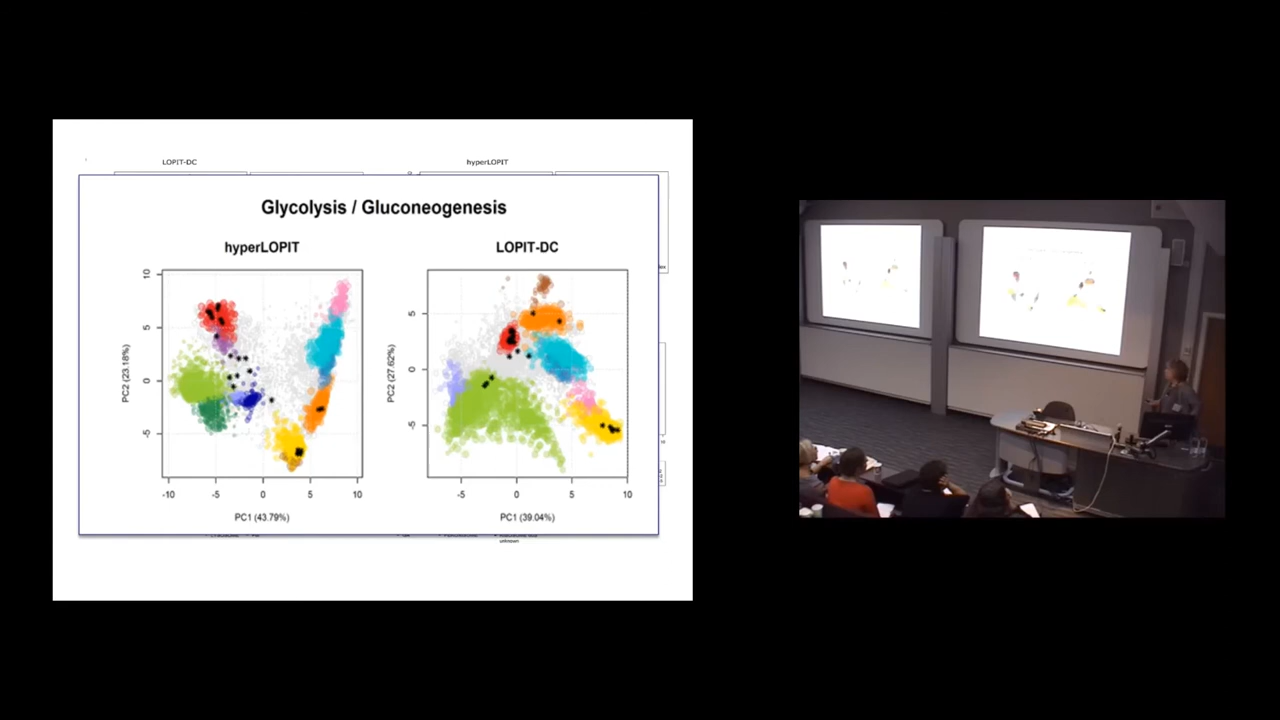 LOPIT-DC hyperLOPIT
Glycolysis / Gluconeogenesis
hyperLOPIT LOPIT-DC
10
5
0
-5
PC2 (23.18%)
-10 -5 0 5 10
PC1 (43.79%)
5
0
-5
PC2 (27.62%)
-5 0 5 10
PC1 (39.04%)
unknown